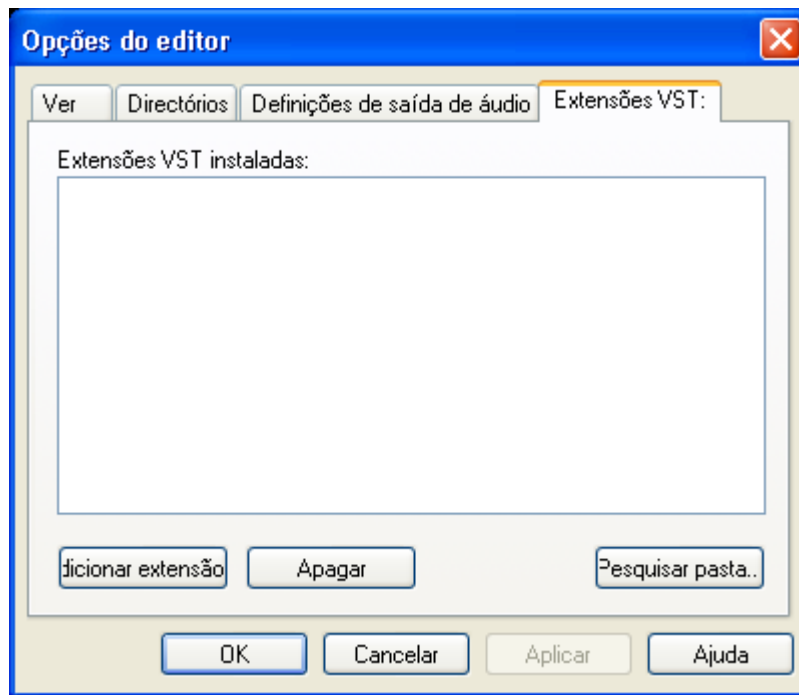 Opções do editor
Ver Directórios Definições de saída de áudio Extensões VST:
Extensões VST instaladas:
dicionar extensão Apagar Pesquisar pasta..
OK Cancelar Aplicar Ajuda